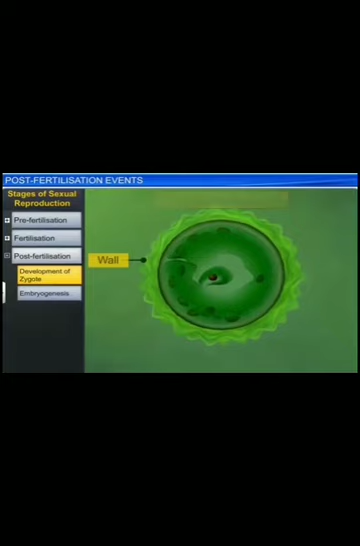 POST-FERTILISATION EVENTS
Stages of Sexual
Reproduction
Pre-fertilisation
Fertilisation
Post-fertilisation
Development of
Zygote
Embryogenesis
Wall